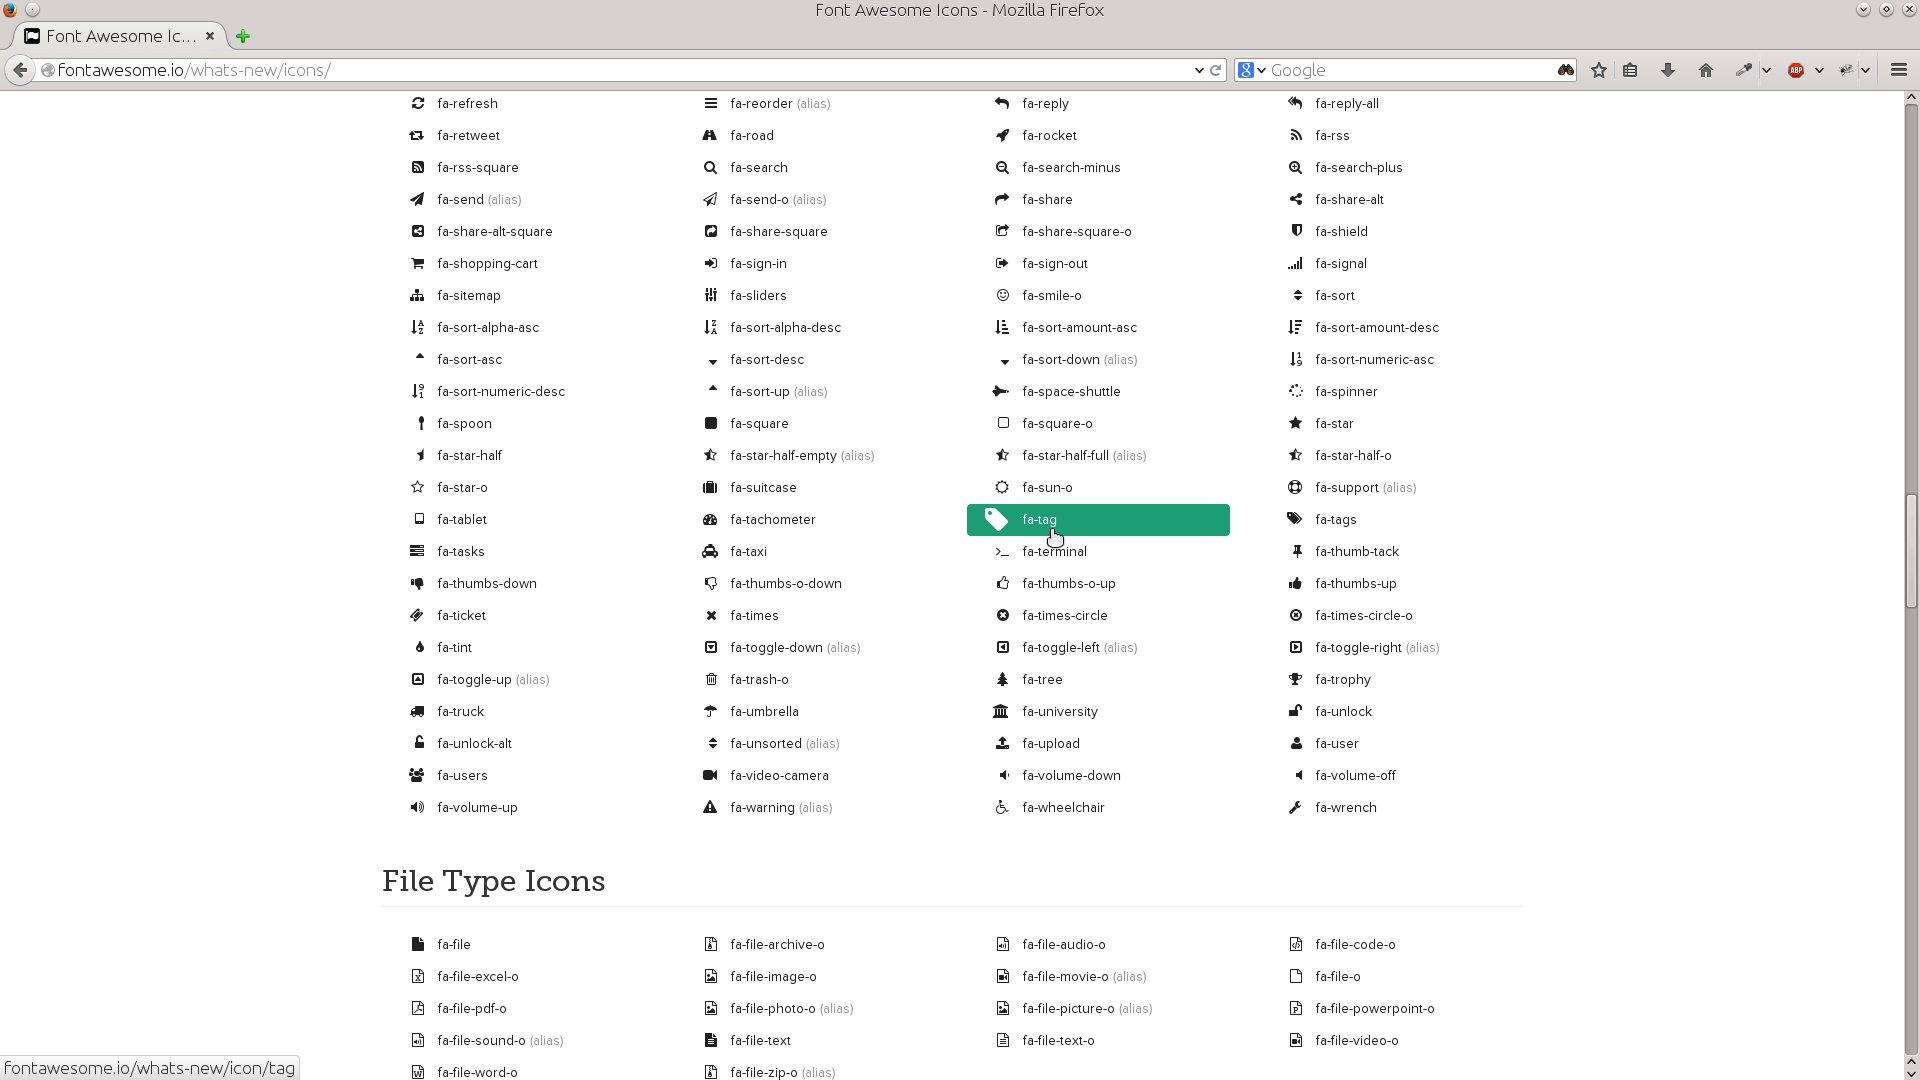 Font Awesome Icons - Mozilla Firefox
Font Awesome Ic...
fontawesome.io/whats-new/icons/
Google
ABP
fa-refresh fa-reorder (alias) fa-reply fa-reply-all
fa-retweet fa-road fa-rocket fa-rss
fa-rss-square fa-search fa-search-minus fa-search-plus
fa-send (alias) fa-send-o (alias) fa-share fa-share-alt
fa-share-alt-square fa-share-square fa-share-square-o fa-shield
fa-shopping-cart fa-sign-in fa-sign-out fa-signal
fa-sitemap fa-sliders fa-smile-o fa-sort
fa-sort-alpha-asc fa-sort-alpha-desc fa-sort-amount-asc fa-sort-amount-desc
fa-sort-asc fa-sort-desc fa-sort-down (alias) fa-sort-numeric-asc
fa-sort-numeric-desc fa-sort-up (alias) fa-space-shuttle fa-spinner
fa-spoon fa-square fa-square-o fa-star
fa-star-half fa-star-half-empty (alias) fa-star-half-full (alias) fa-star-half-o
fa-star-o fa-suitcase fa-sun-o fa-support (alias)
fa-tablet fa-tachometer fa-tag fa-tags
fa-tasks fa-taxi fa-terminal fa-thumb-tack
fa-thumbs-down fa-thumbs-o-down fa-thumbs-o-up fa-thumbs-up
fa-ticket fa-times fa-times-circle fa-times-circle-o
fa-tint fa-toggle-down (alias) fa-toggle-left (alias) fa-toggle-right (alias)
fa-toggle-up (alias) fa-trash-o fa-tree fa-trophy
fa-truck fa-umbrella fa-university fa-unlock
fa-unlock-alt fa-unsorted (alias) fa-upload fa-user
fa-users fa-video-camera fa-volume-down fa-volume-off
fa-volume-up fa-warning (alias) fa-wheelchair fa-wrench
File Type Icons
fa-file fa-file-archive-o fa-file-audio-o fa-file-code-o
fa-file-excel-o fa-file-image-o fa-file-movie-o (alias) fa-file-o
fa-file-pdf-o fa-file-photo-o (alias) fa-file-picture-o (alias) fa-file-powerpoint-o
fa-file-sound-o (alias) fa-file-text fa-file-text-o fa-file-video-o
fa-file-word-o fa-file-zip-o (alias)
fontawesome.io/whats-new/icon/tag